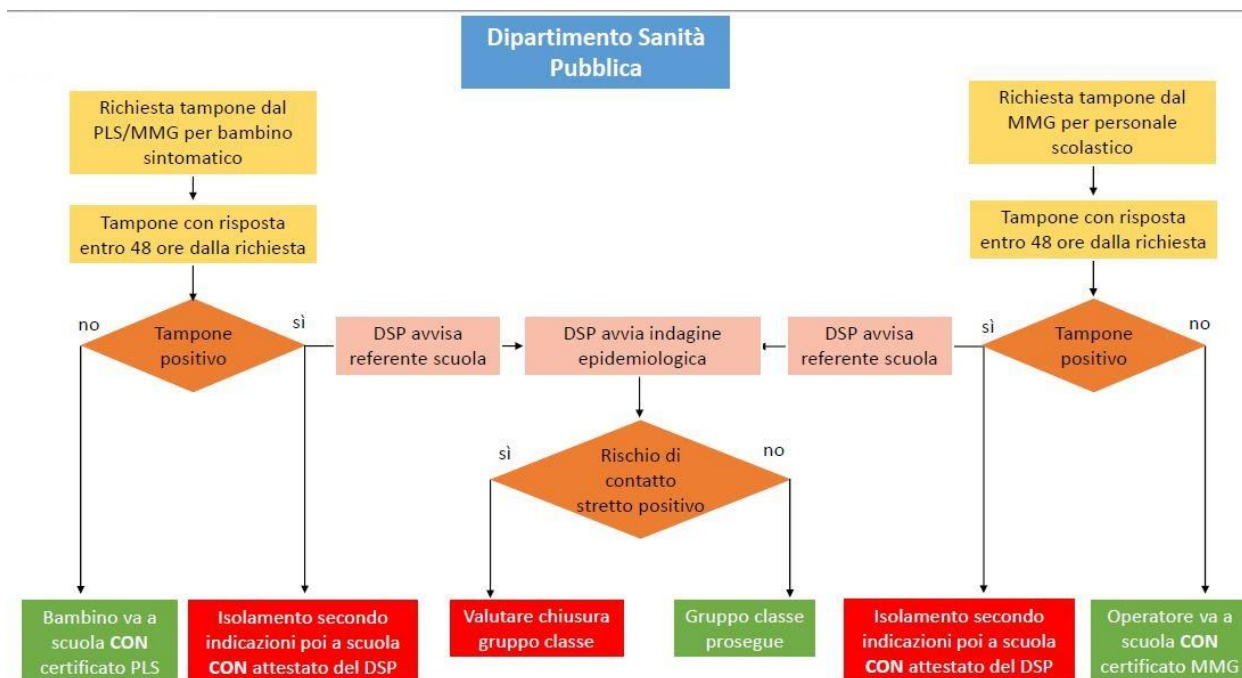 Dipartimento Sanità
Pubblica
Richiesta tampone dal
PLS/MMG per bambino
sintomatico
Richiesta tampone dal
MMG per personale
scolastico
Tampone con risposta
entro 48 ore dalla richiesta
Tampone con risposta
entro 48 ore dalla richiesta
no
Tampone
positivo
sì
DSP avvisa
referente scuola
DSP avvia indagine
epidemiologica
DSP avvisa
referente scuola
sì
Tampone
positivo
no
sì
Rischio di
contatto
stretto positivo
no
Bambino va a
scuola CON
certificato PLS
Isolamento secondo
indicazioni poi a scuola
CON attestato del DSP
Valutare chiusura
gruppo classe
Gruppo classe
prosegue
Isolamento secondo
indicazioni poi a scuola
CON attestato del DSP
Operatore va a
scuola CON
certificato MMG